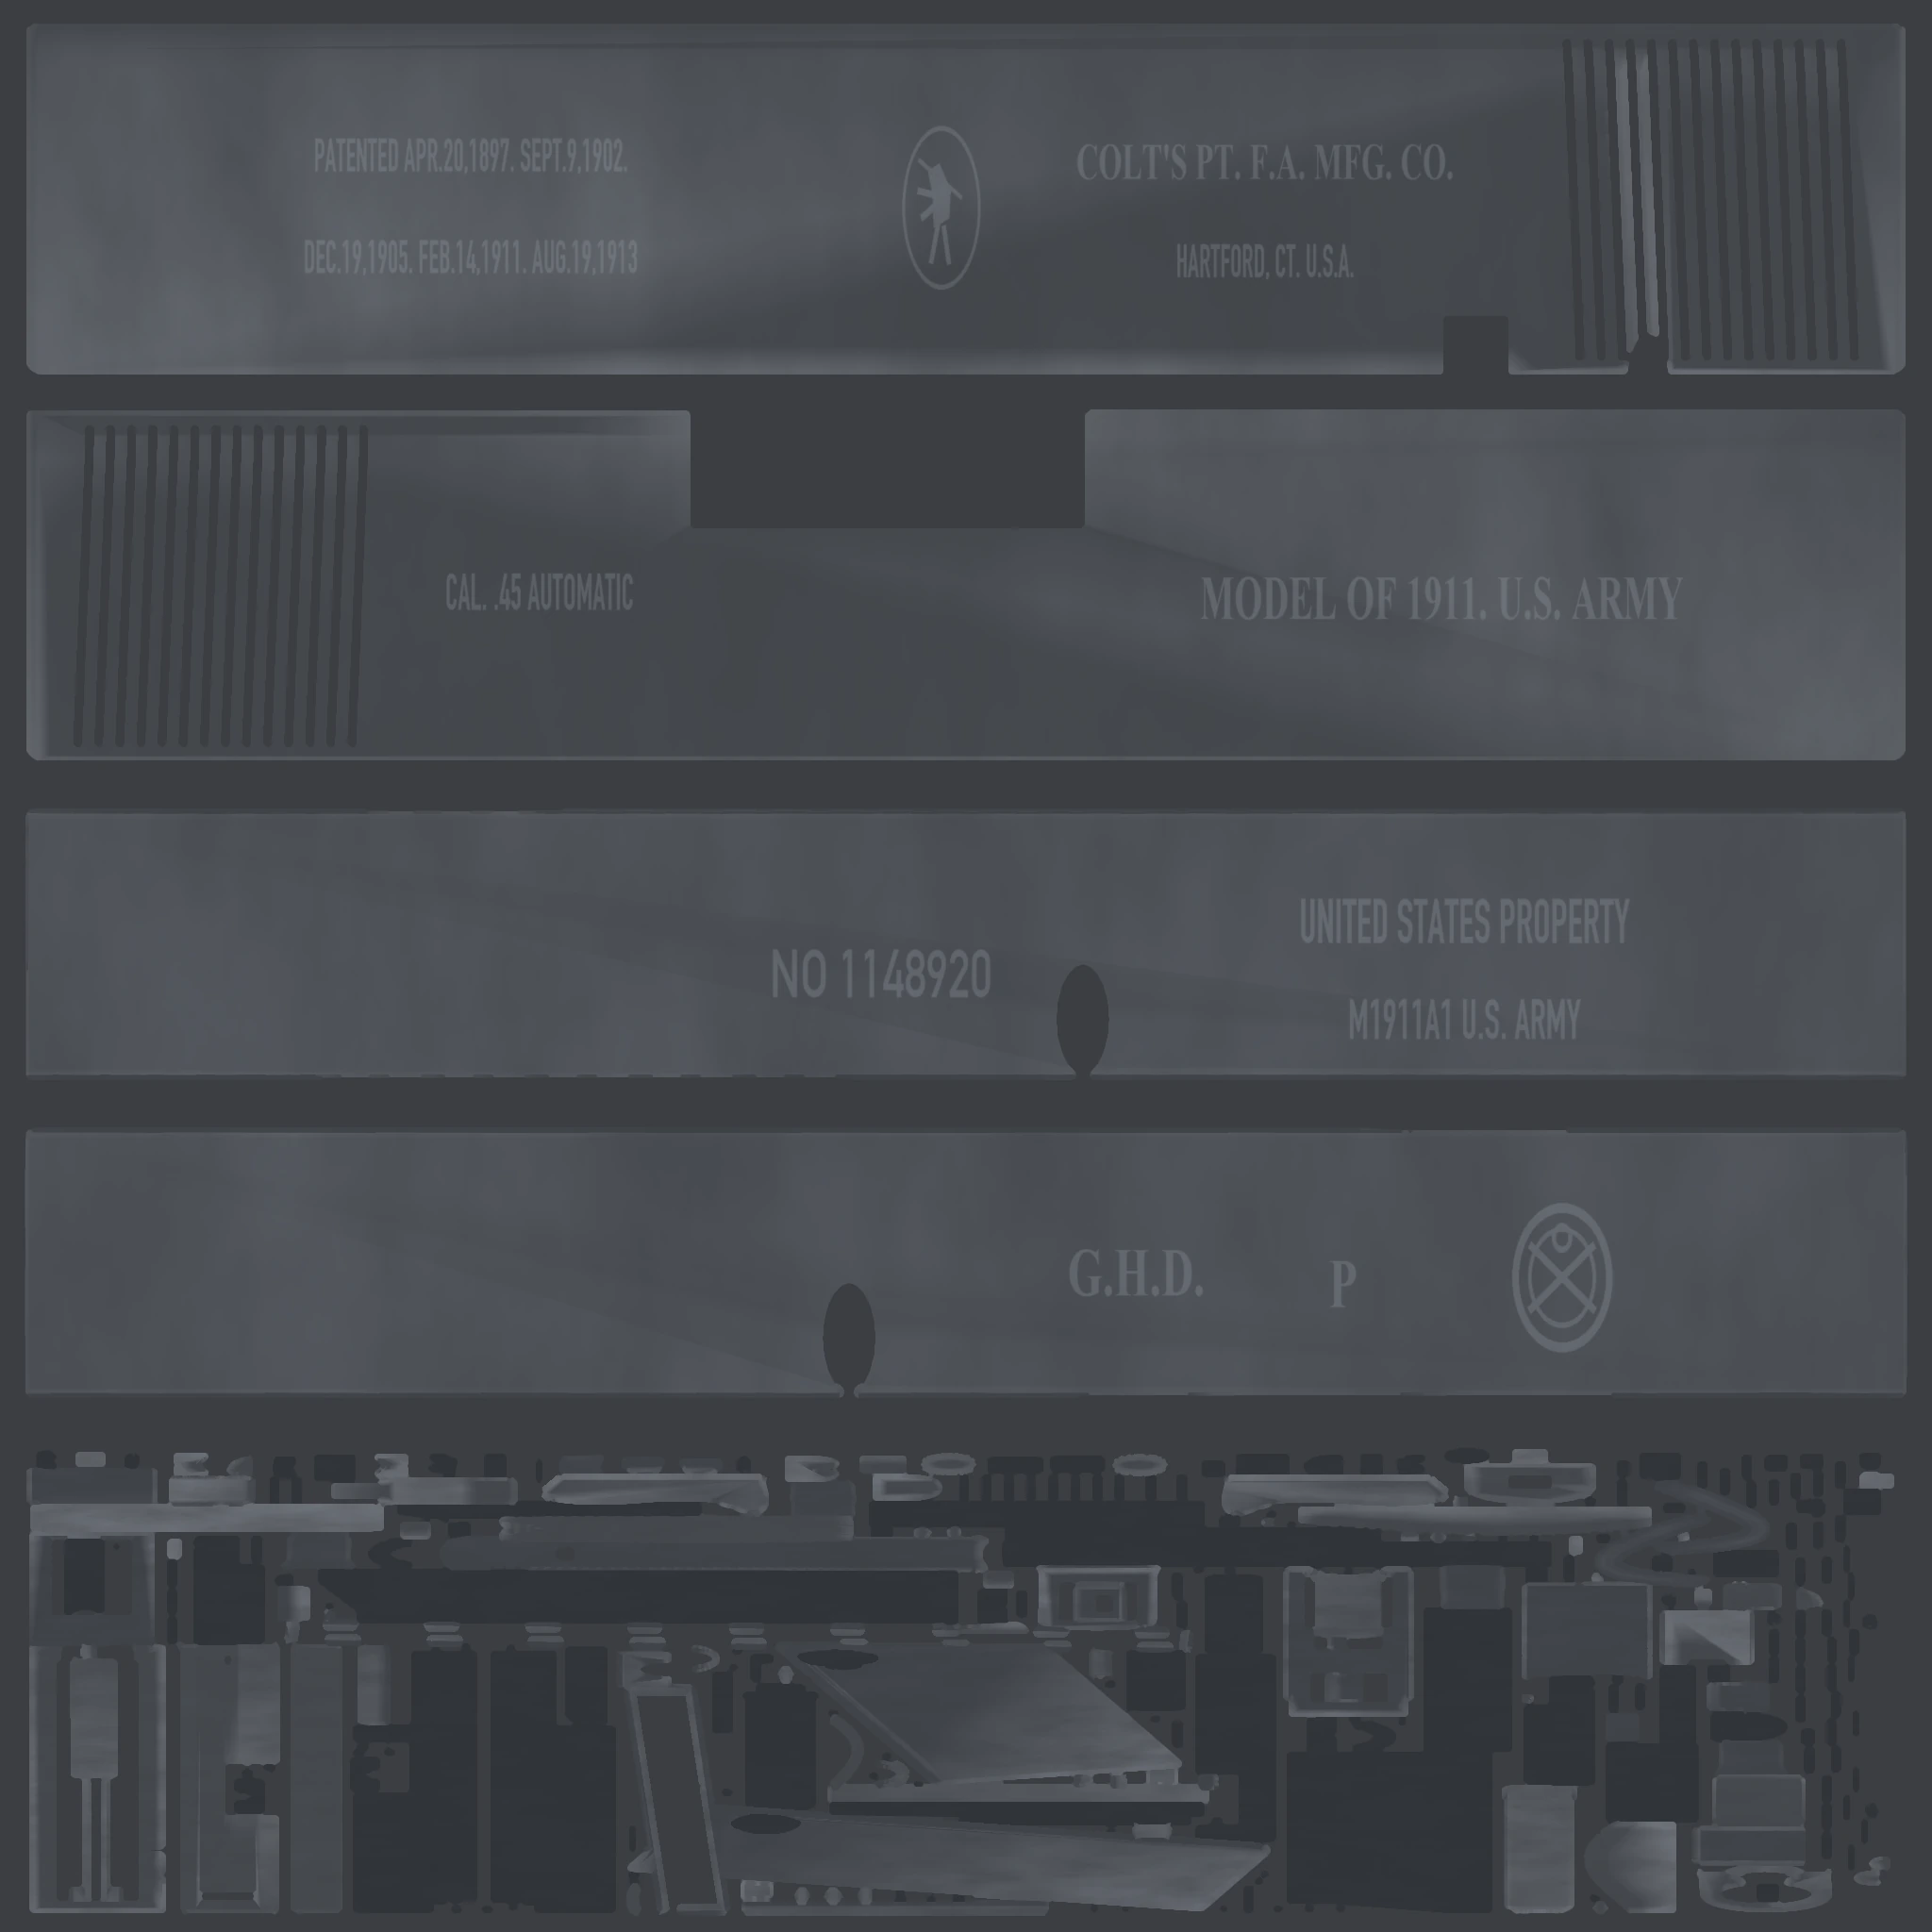 PATENTED APR.20,1897. SEPT.9,1902.
DEC.19,1905. FEB.14,1911. AUG.19,1913
COLT'S PT. F.A. MFG. CO.
HARTFORD, CT. U.S.A.
CAL. .45 AUTOMATIC
MODEL OF 1911. U.S. ARMY
NO 1148920
UNITED STATES PROPERTY
M1911A1 U.S. ARMY
G.H.D.
P